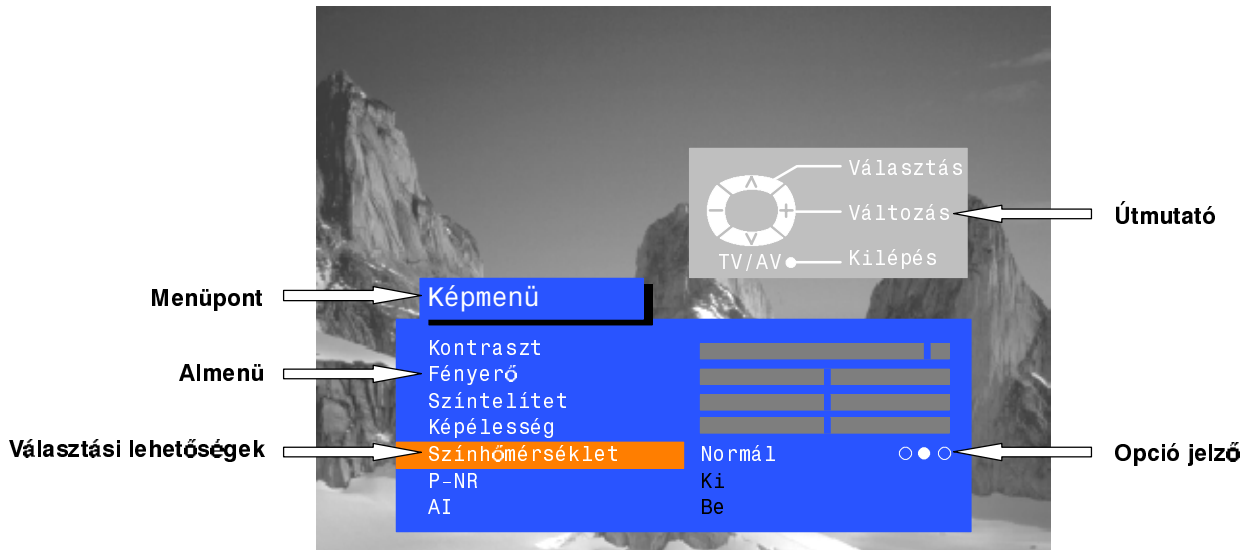 Választás
Változás
Útmutató
TV/AV
Kilépés
Menüpont
Képmenü
Kontraszt
Almenü
Fényerő
Színtelítet
Képélesség
Választási lehetőségek
Színhőmérséklet
Normál
Opció jelző
P-NR
Ki
AI
Be